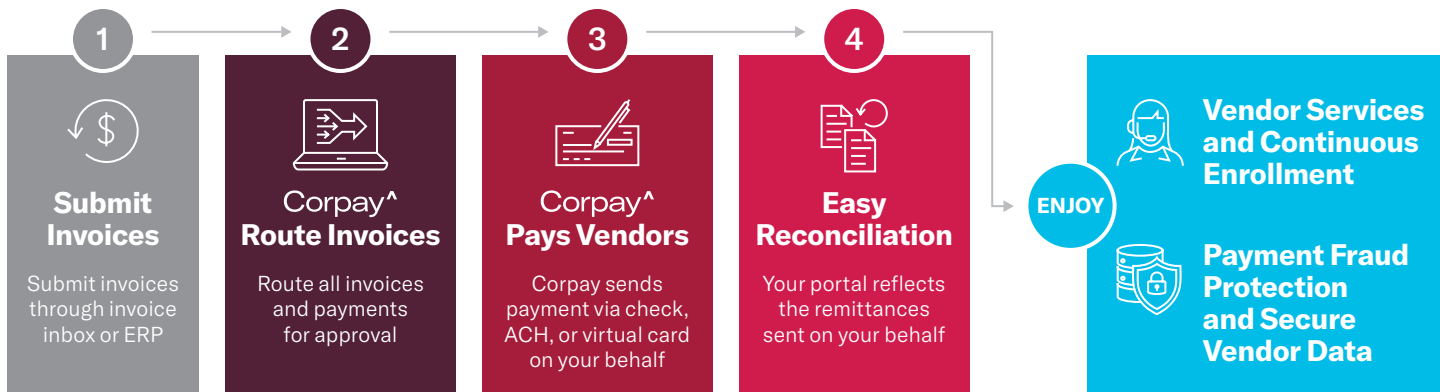 1
$
Submit
Invoices
Submit invoices
through invoice
inbox or ERP
2
Corpay^
Route Invoices
Route all invoices
and payments
for approval
3
Corpay^
Pays Vendors
Corpay sends
payment via check,
ACH, or virtual card
on your behalf
4
Easy
Reconciliation
Your portal reflects
the remittances
sent on your behalf
ENJOY
Vendor Services
and Continuous
Enrollment
Payment Fraud
Protection
and Secure
Vendor Data